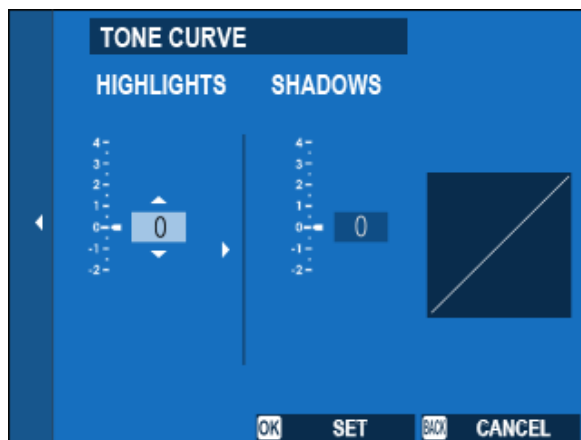 TONE CURVE
HIGHLIGHTS SHADOWS
4 4
3 3
2 2
1 1
0 0 0 0
-1 -1
-2 -2
OK SET BACK CANCEL